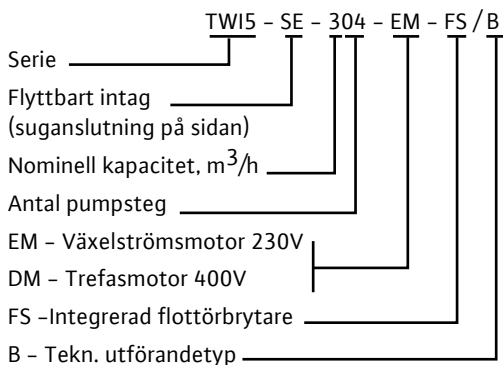 TWI5 - SE - 304 - EM - FS / B
Serie
Flyttbart intag
(suganslutning på sidan)
Nominell kapacitet, m³/h
Antal pumpsteg
EM – Växelströmsmotor 230V
DM – Trefasmotor 400V
FS –Integrerad flottörbrytare
B – Tekn. utförandetyp